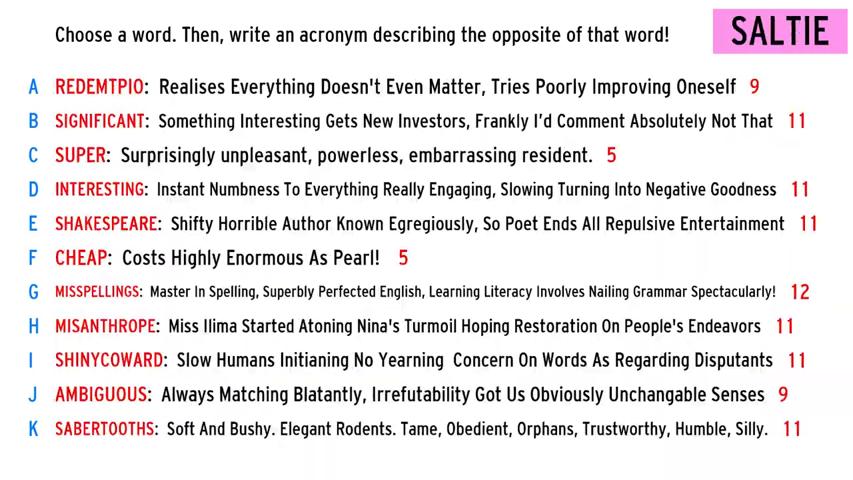 Choose a word. Then, write an acronym describing the opposite of that word!
SALTIE
A REDEMTPIO: Realises Everything Doesn't Even Matter, Tries Poorly Improving Oneself 9
B SIGNIFICANT: Something Interesting Gets New Investors, Frankly I'd Comment Absolutely Not That 11
C SUPER: Surprisingly unpleasant, powerless, embarrassing resident. 5
D INTERESTING: Instant Numbness To Everything Really Engaging, Slowing Turning Into Negative Goodness 11
E SHAKESPEARE: Shifty Horrible Author Known Egregiously, So Poet Ends All Repulsive Entertainment 11
F CHEAP: Costs Highly Enormous As Pearl! 5
G MISSPELLINGS: Master In Spelling, Superbly Perfected English, Learning Literacy Involves Nailing Grammar Spectacularly! 12
H MISANTHROPE: Miss Ilima Started Atoning Nina's Turmoil Hoping Restoration On People's Endeavors 11
I SHINYCOWARD: Slow Humans Initianing No Yearning Concern On Words As Regarding Disputants 11
J AMBIGUOUS: Always Matching Blatantly, Irrefutability Got Us Obviously Unchangable Senses 9
K SABERTOOTHS: Soft And Bushy. Elegant Rodents. Tame, Obedient, Orphans, Trustworthy, Humble, Silly. 11